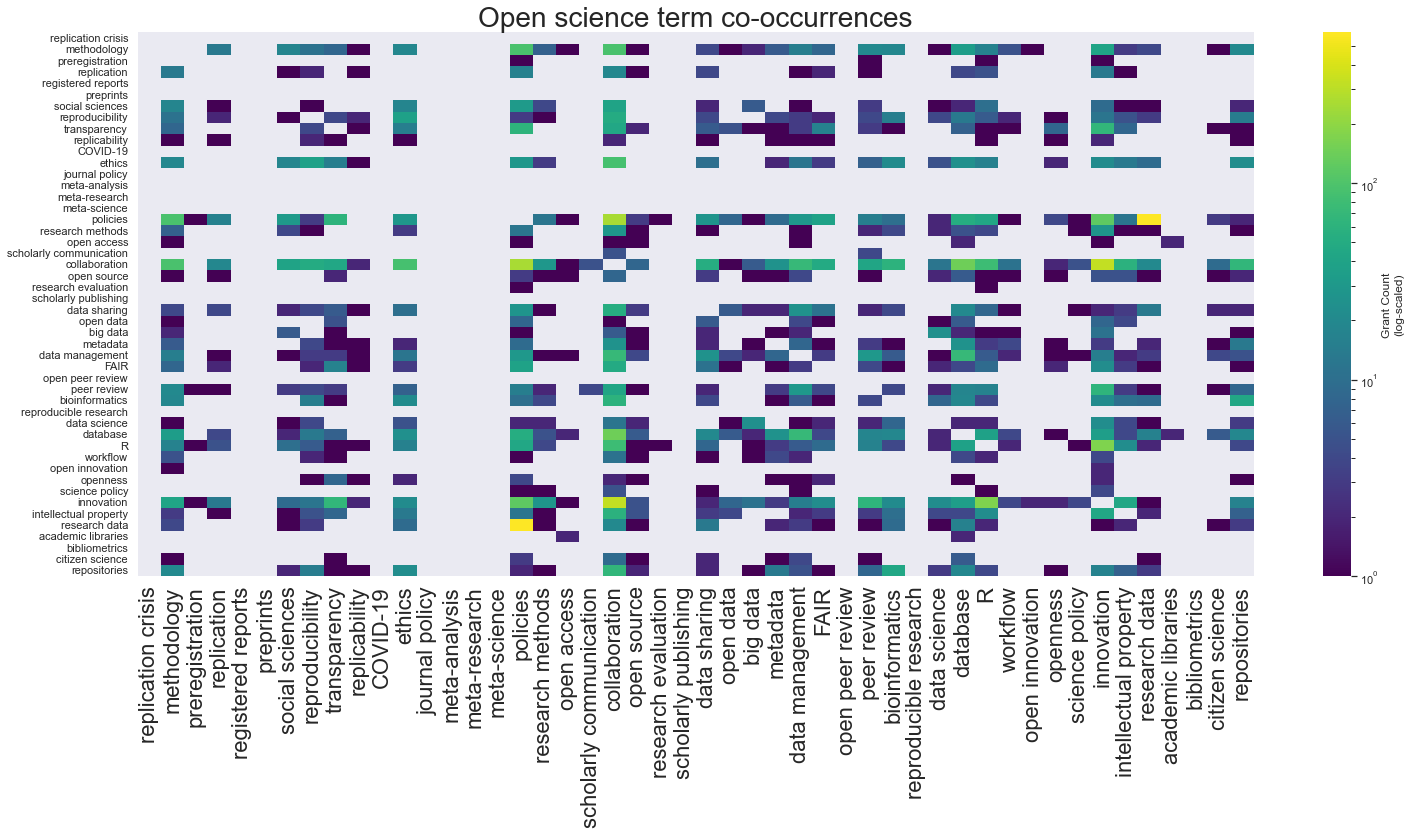 Open science term co-occurrences
replication crisis
methodology
preregistration
replication
registered reports
preprints
social sciences
reproducibility
transparency
replicability
COVID-19
ethics
journal policy
meta-analysis
meta-research
meta-science
policies
research methods
open access
scholarly communication
collaboration
open source
research evaluation
scholarly publishing
data sharing
open data
big data
metadata
data management
FAIR
open peer review
peer review
bioinformatics
reproducible research
data science
database
R
workflow
open innovation
openness
science policy
innovation
intellectual property
research data
academic libraries
bibliometrics
citizen science
repositories
replication crisis
methodology
preregistration
replication
registered reports
preprints
social sciences
reproducibility
transparency
replicability
COVID-19
ethics
journal policy
meta-analysis
meta-research
meta-science
policies
research methods
open access
scholarly communication
collaboration
open source
research evaluation
scholarly publishing
data sharing
open data
big data
metadata
data management
FAIR
open peer review
peer review
bioinformatics
reproducible research
data science
database
R
workflow
open innovation
openness
science policy
innovation
intellectual property
research data
academic libraries
bibliometrics
citizen science
repositories
10²
10¹
10⁰
Grant Count
(log-scaled)